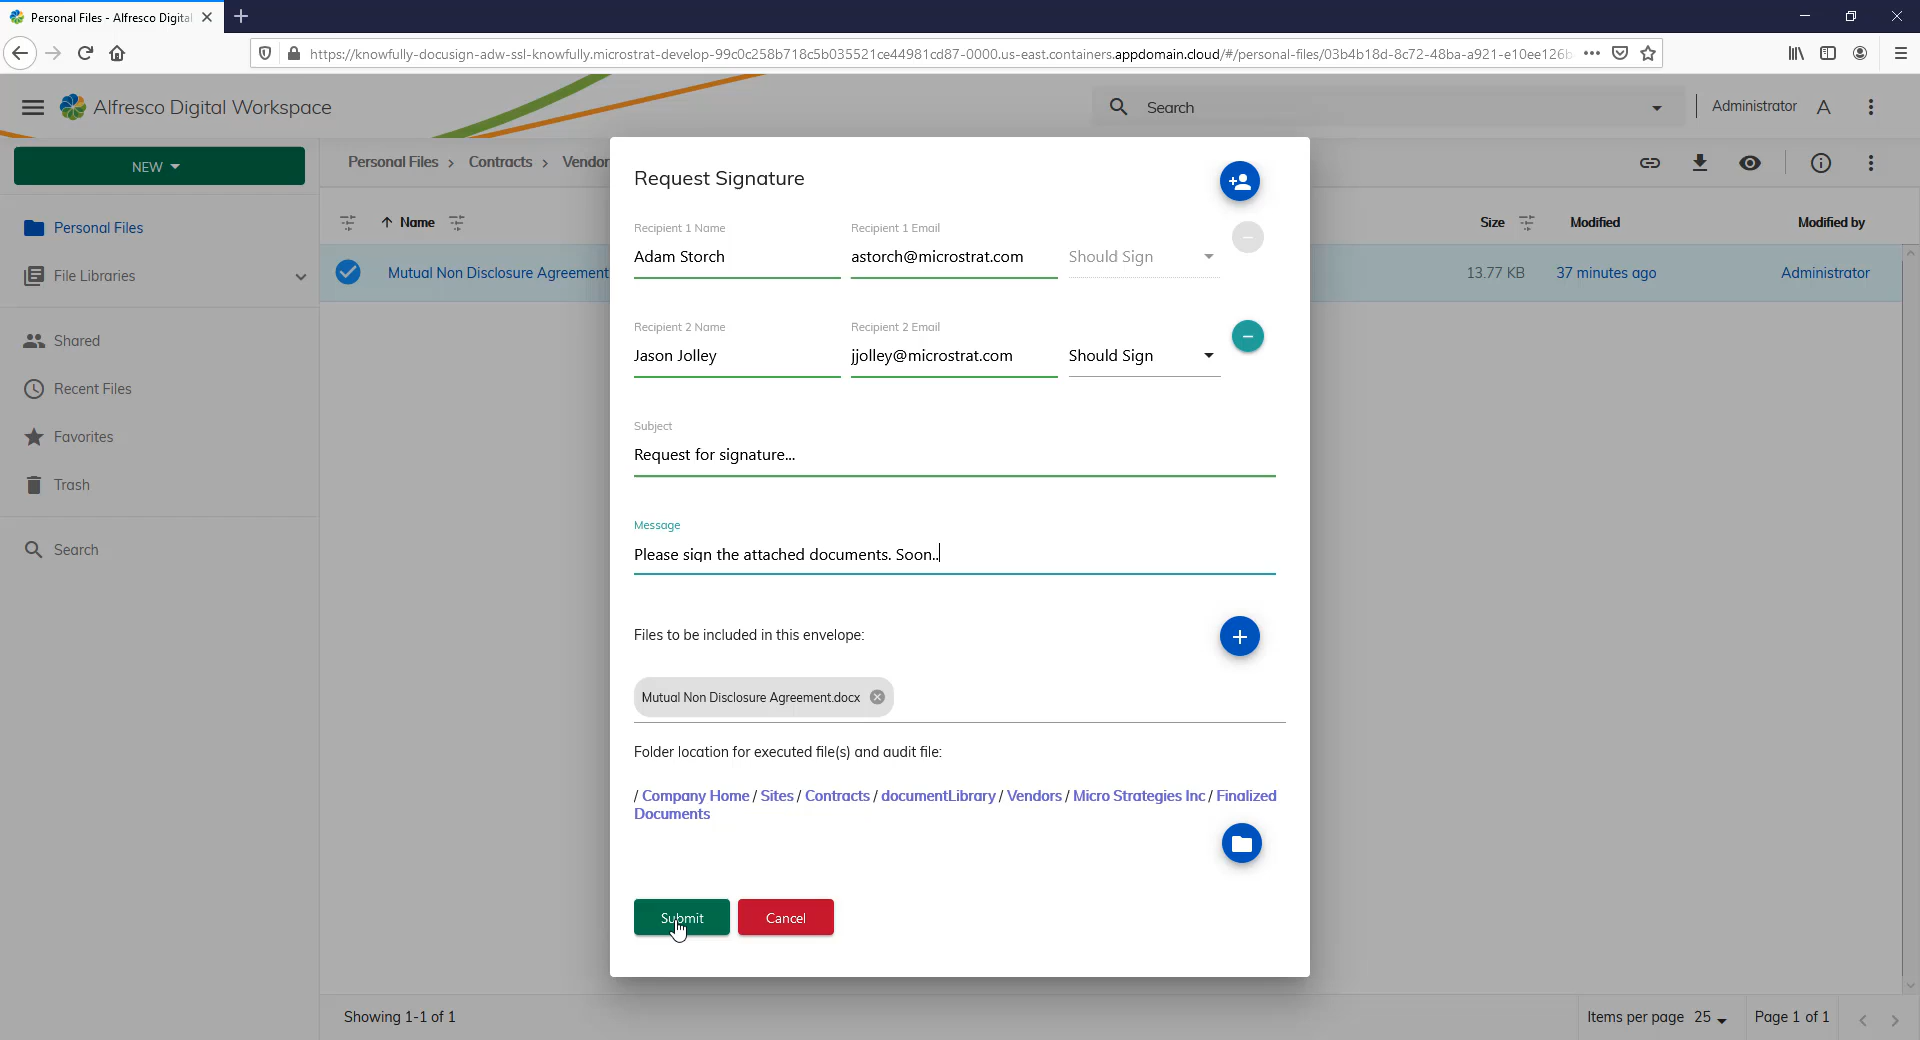 Personal Files - Alfresco Digital
https://knowfully-docusign-adw-ssl-knowfully.microstrat-develop-99c0c258b718c5b035521ce44981cd87-0000.us-east.containers.appdomain.cloud/#/personal-files/03b4b18d-8c72-48ba-a921-e10ee126b
Alfresco Digital Workspace
Search
Administrator A
NEW
Personal Files
File Libraries
Shared
Recent Files
Favorites
Trash
Search
Personal Files > Contracts > Vendor
Name
Size
Modified
Modified by
Mutual Non Disclosure Agreement
13.77 KB
37 minutes ago
Administrator
Request Signature
Recipient 1 Name
Recipient 1 Email
Adam Storch
astorch@microstrat.com
Should Sign
Recipient 2 Name
Recipient 2 Email
Jason Jolley
jjolley@microstrat.com
Should Sign
Subject
Request for signature...
Message
Please sign the attached documents. Soon..
Files to be included in this envelope:
Mutual Non Disclosure Agreement.docx
Folder location for executed file(s) and audit file:
/ Company Home / Sites / Contracts / documentLibrary / Vendors / Micro Strategies Inc / Finalized
Documents
Submit
Cancel
Showing 1-1 of 1
Items per page 25
Page 1 of 1